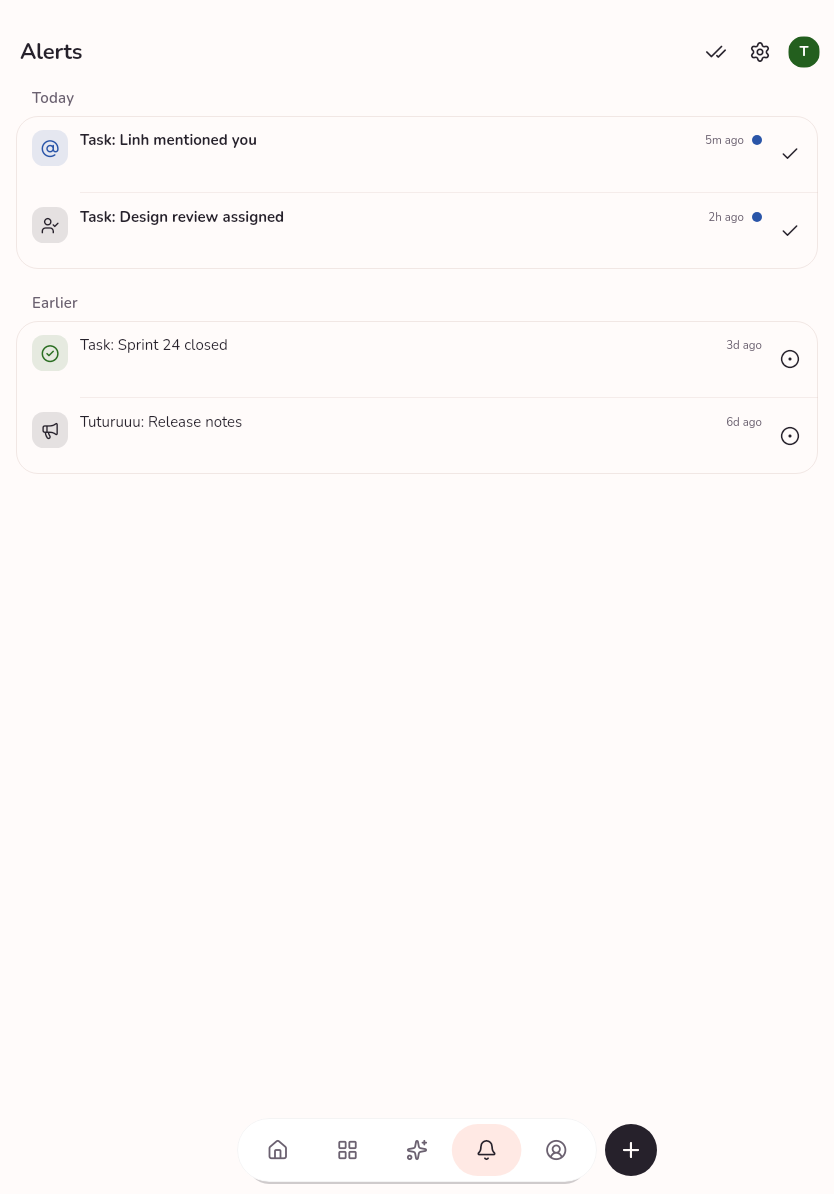 Alerts
T
Today
Task: Linh mentioned you
5m ago
Task: Design review assigned
2h ago
Earlier
Task: Sprint 24 closed
3d ago
Tuturuuu: Release notes
6d ago